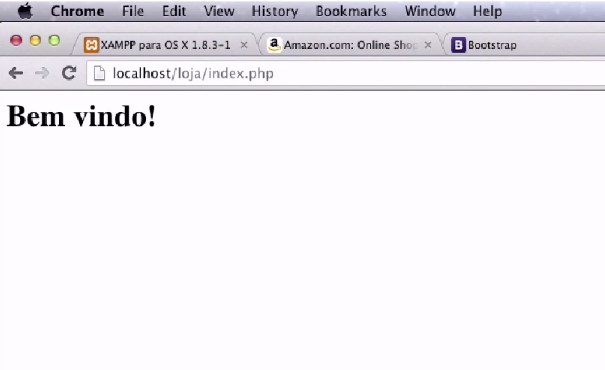 Chrome File Edit View History Bookmarks Window Help
XAMPP para OS X 1.8.3-1 Amazon.com: Online Shop Bootstrap
localhost/loja/index.php
Bem vindo!